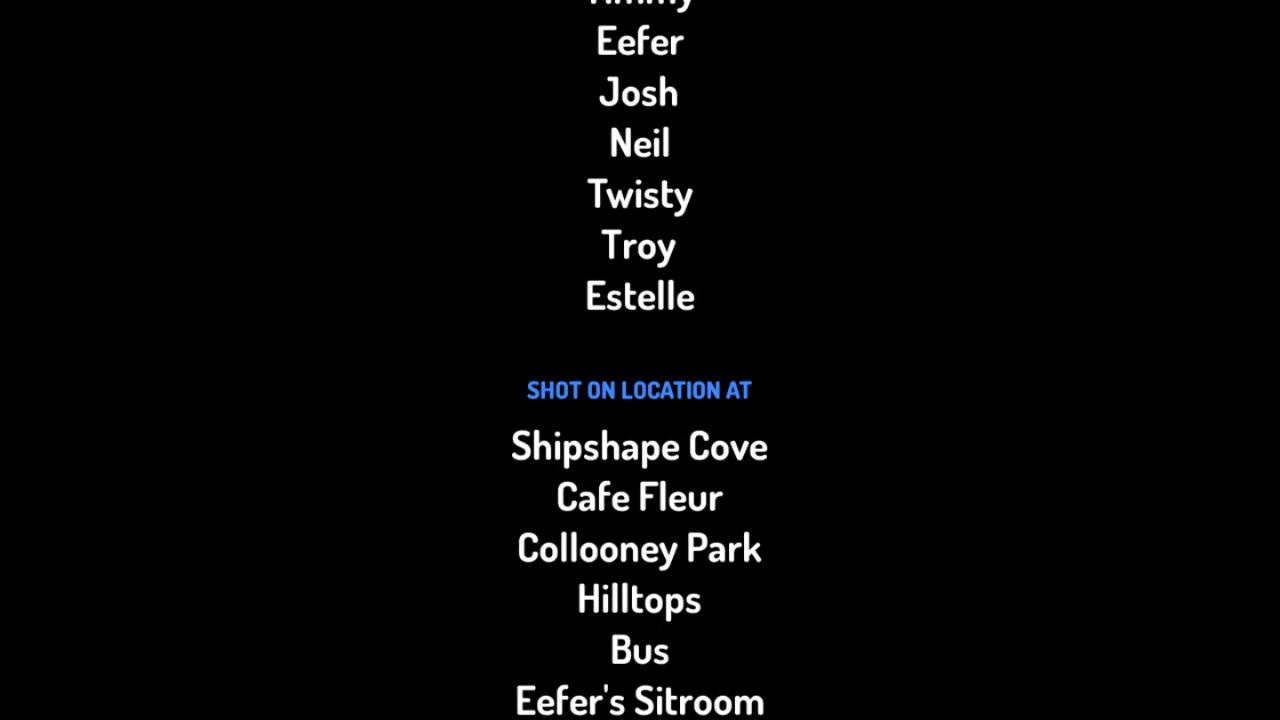 Eefer
Josh
Neil
Twisty
Troy
Estelle
SHOT ON LOCATION AT
Shipshape Cove
Cafe Fleur
Collooney Park
Hilltops
Bus
Eefer's Sitroom